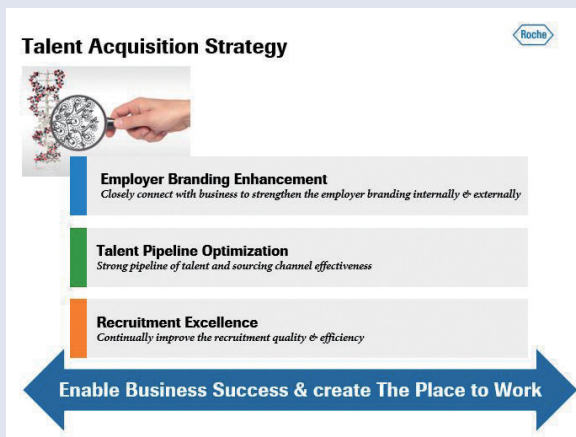 Roche
Talent Acquisition Strategy
Employer Branding Enhancement
Closely connect with business to strengthen the employer branding internally & externally
Talent Pipeline Optimization
Strong pipeline of talent and sourcing channel effectiveness
Recruitment Excellence
Continually improve the recruitment quality & efficiency
Enable Business Success & create The Place to Work